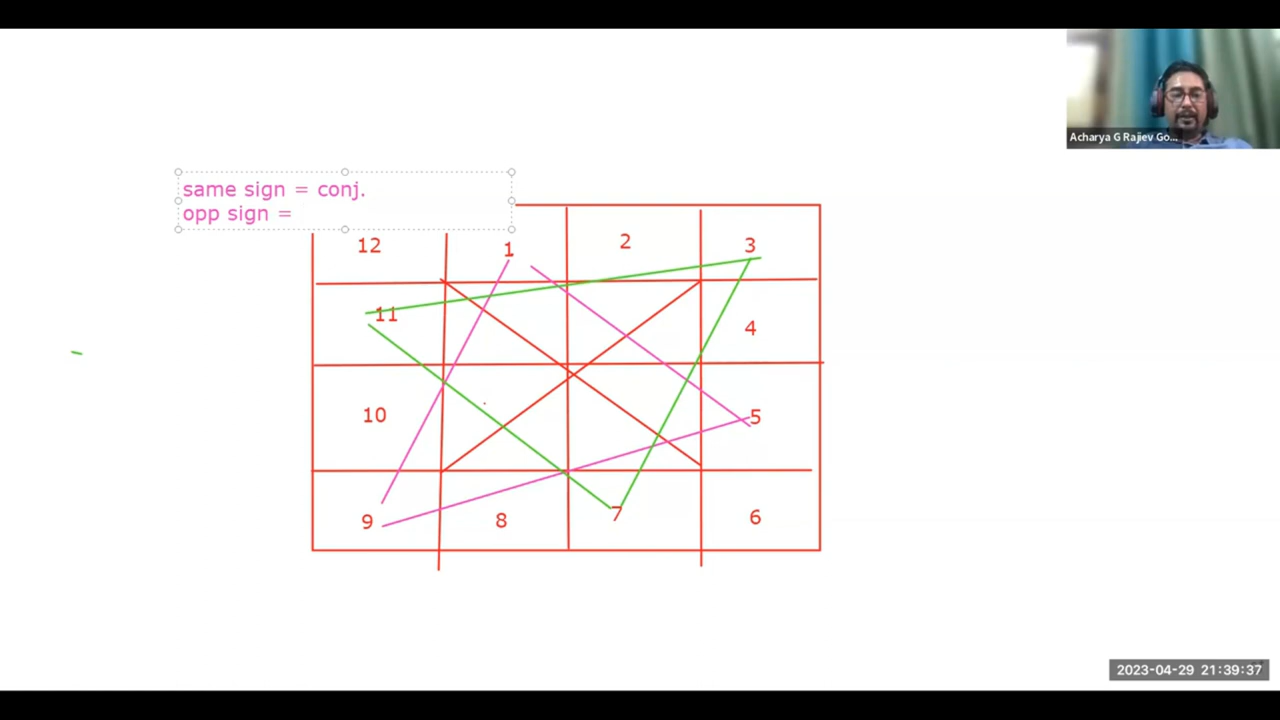 Acharya G Rajiev Go...
same sign = conj.
opp sign =
12 1 2 3
11 4
10 5
9 8 7 6
2023-04-29 21:39:37